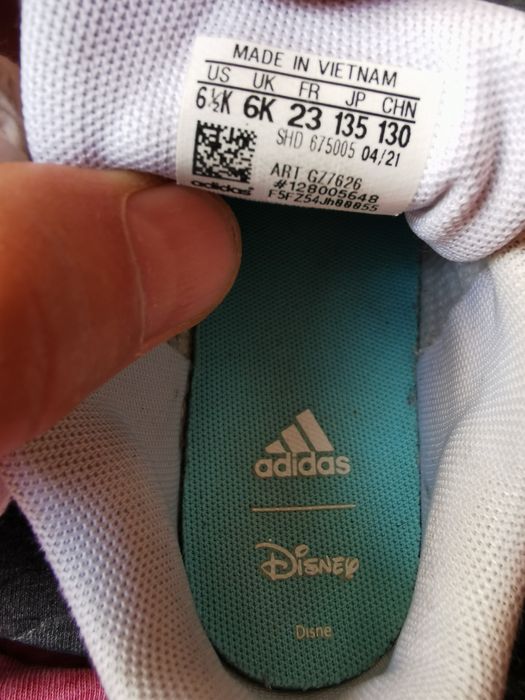 MADE IN VIETNAM
US UK FR JP CHN
6½K 6K 23 135 130
SHD 675005 04/21
ART GZ7626
#128005648
F5FZ54Jh00055
adidas
adidas
Disney
Disne